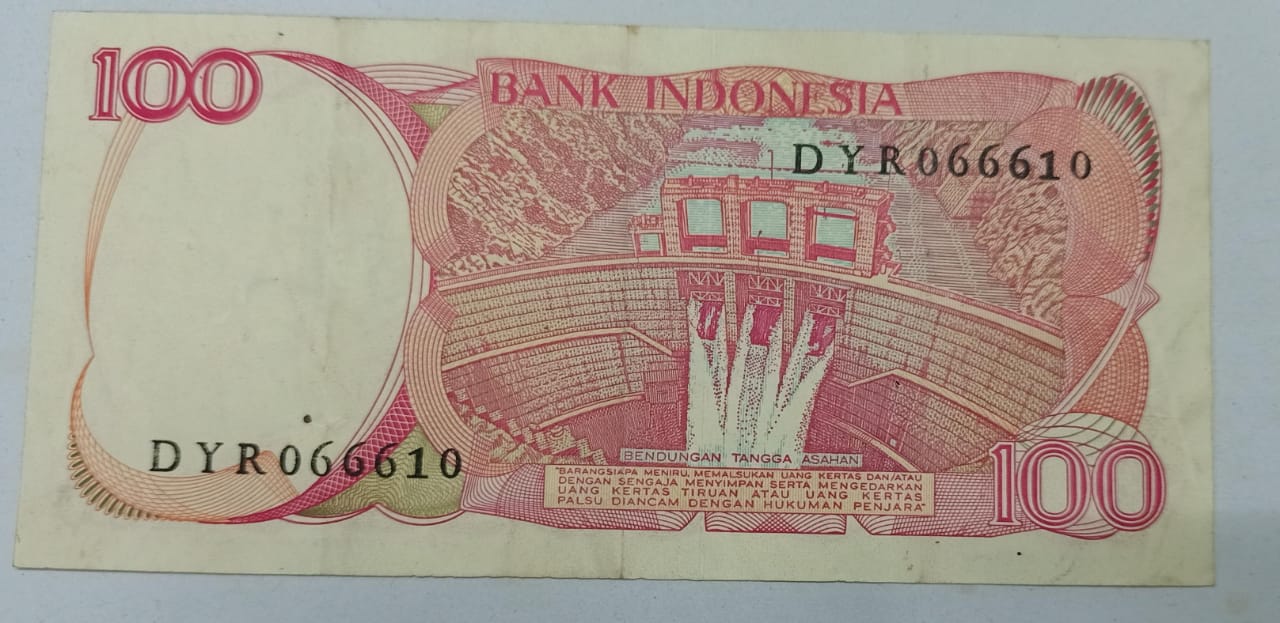 100
BANK INDONESIA
DYR066610
DYR066610
BENDUNGAN TANGGA ASAHAN
"BARANGSIAPA MENIRU, MEMALSUKAN UANG KERTAS DAN/ATAU
DENGAN SENGAJA MENYIMPAN SERTA MENGEDARKAN
UANG KERTAS TIRUAN ATAU UANG KERTAS
PALSU DIANCAM DENGAN HUKUMAN PENJARA"
100